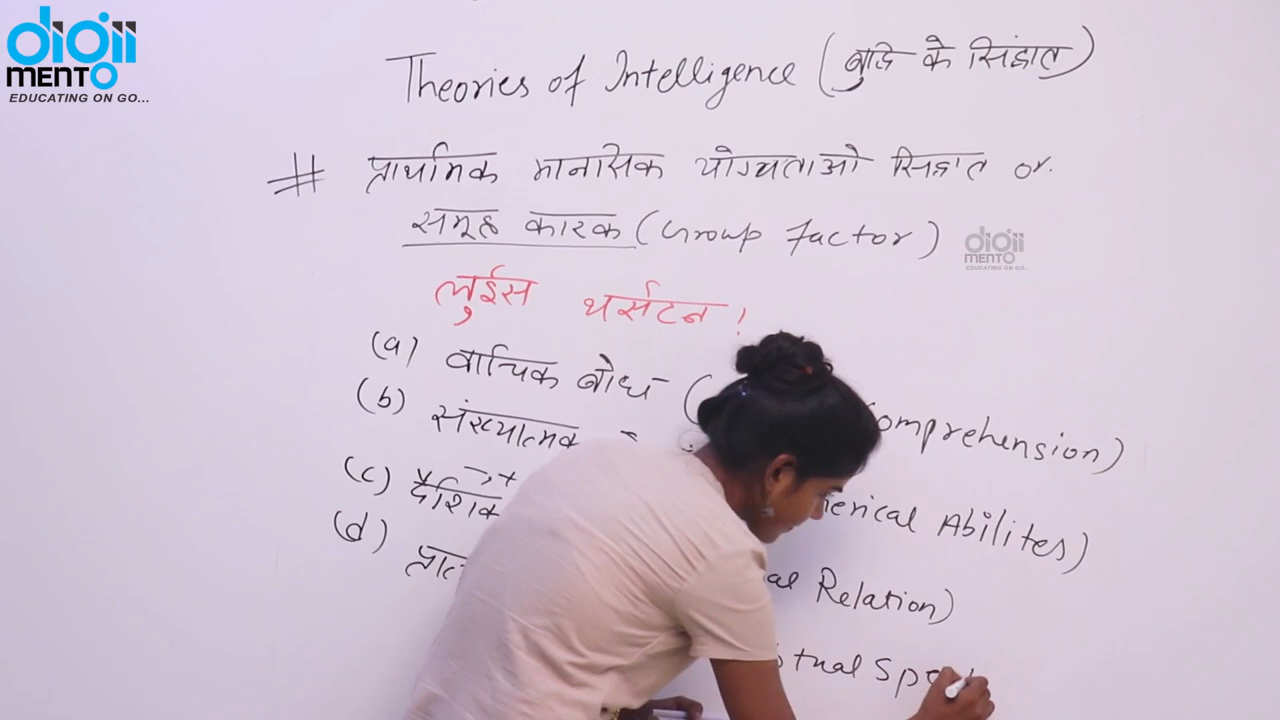 digii
MENTO
EDUCATING ON GO...
Theories of Intelligence (बुद्धि के सिद्धांत)
# प्राथमिक मानसिक योग्यताओ सिद्धांत or.
समूह कारक (Group factor)
digii
MENTO
EDUCATING ON GO...
लुईस थर्सटन!
(a) वाचिक बोध ( omprehension)
(b) संख्यात्मक erical Abilites)
(c) दैशिक al Relation)
(d) tual Spe